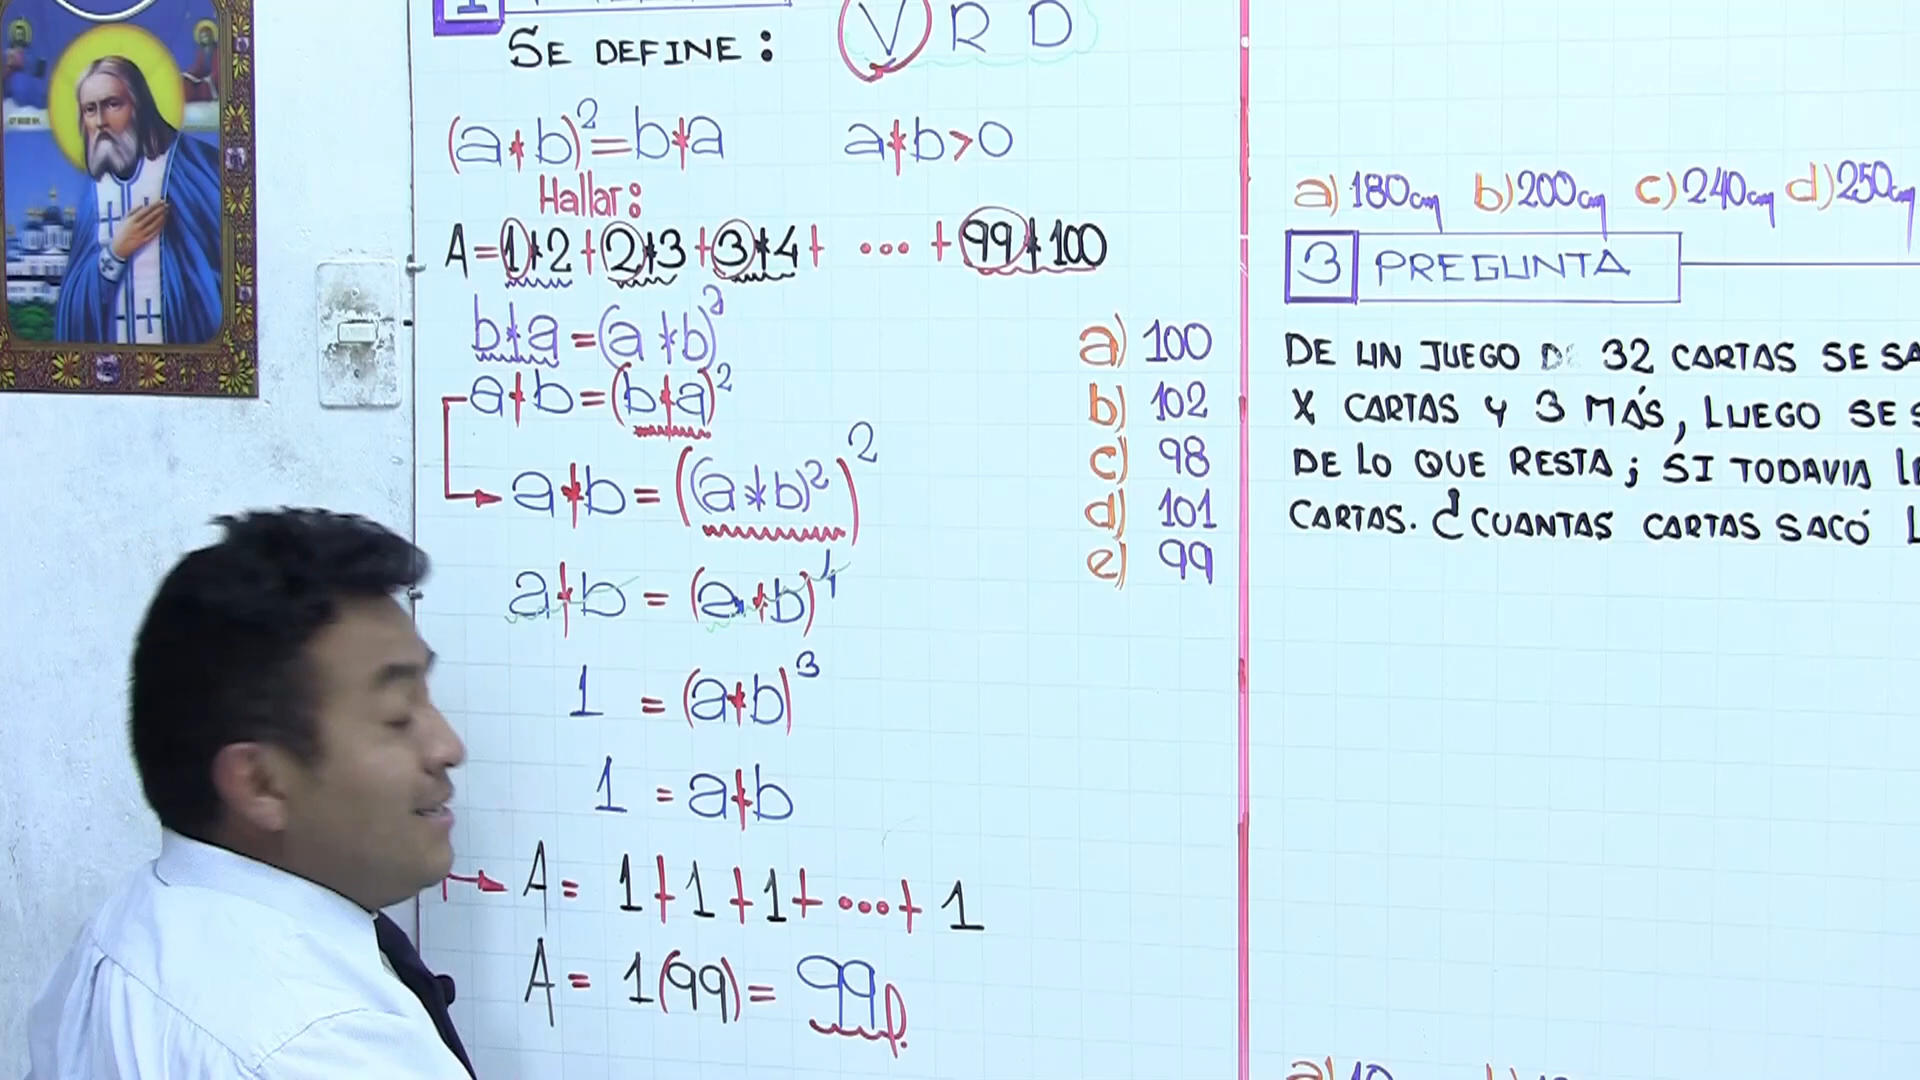 1
SE DEFINE: V R D
(a*b)²=b*a a*b>0
Hallar:
A=1*2+2*3+3*4+ ... +99*100
b*a=(a*b)²
a*b=(b*a)²
a*b=((a*b)²)²
a*b=(a*b)⁴
1=(a*b)³
1=a*b
A=1+1+1+...+1
A=1(99)=99
a) 100
b) 102
c) 98
d) 101
e) 99
a) 180cm b) 200cm c) 240cm d) 250cm
3 PREGUNTA
DE UN JUEGO DE 32 CARTAS SE
X CARTAS Y 3 MÁS, LUEGO SE
DE LO QUE RESTA; SI TODAVIA
CARTAS. ¿CUANTAS CARTAS SACÓ